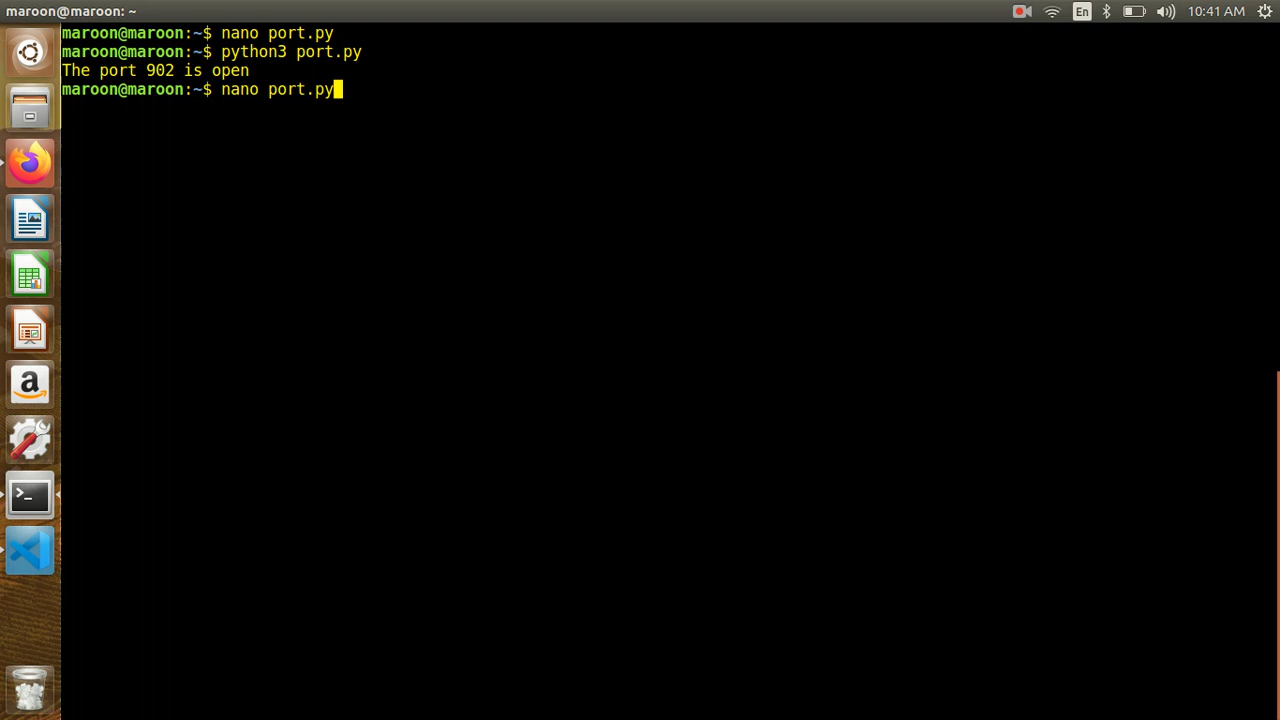 maroon@maroon: ~
En
10:41 AM
maroon@maroon:~$ nano port.py
maroon@maroon:~$ python3 port.py
The port 902 is open
maroon@maroon:~$ nano port.py
a
>_